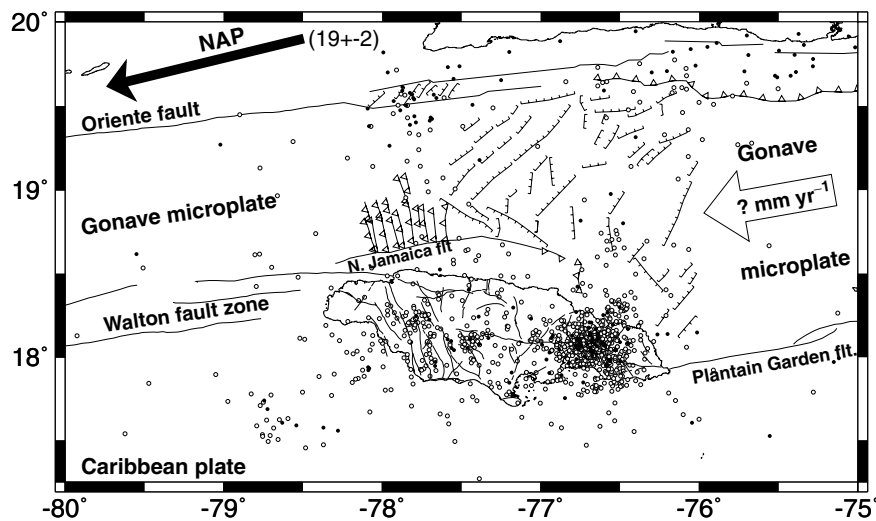 20˚
NAP
(19+-2)
Oriente fault
19˚
Gonave
Gonave microplate
? mm yr⁻¹
N. Jamaica flt
microplate
Walton fault zone
18˚
Plantain Garden flt.
Caribbean plate
-80˚
-79˚
-78˚
-77˚
-76˚
-75˚